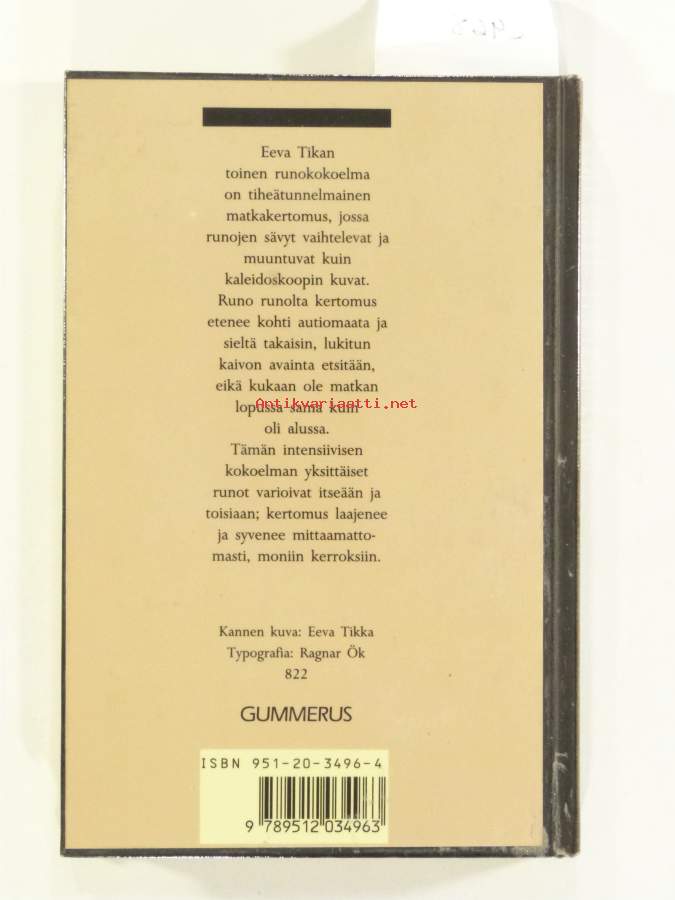 Eeva Tikan
toinen runokokoelma
on tiheätunnelmainen
matkakertomus, jossa
runojen sävyt vaihtelevat ja
muuntuvat kuin
kaleidoskoopin kuvat.
Runo runolta kertomus
etenee kohti autiomaata ja
sieltä takaisin, lukitun
kaivon avainta etsitään,
eikä kukaan ole matkan
Antikvariaatti.net
lopussa sama kuin
oli alussa.
Tämän intensiivisen
kokoelman yksittäiset
runot varioivat itseään ja
toisiaan; kertomus laajenee
ja syvenee mittaamatto-
masti, moniin kerroksiin.
Kannen kuva: Eeva Tikka
Typografia: Ragnar Ök
822
GUMMERUS
ISBN 951-20-3496-4
9 789512 034963